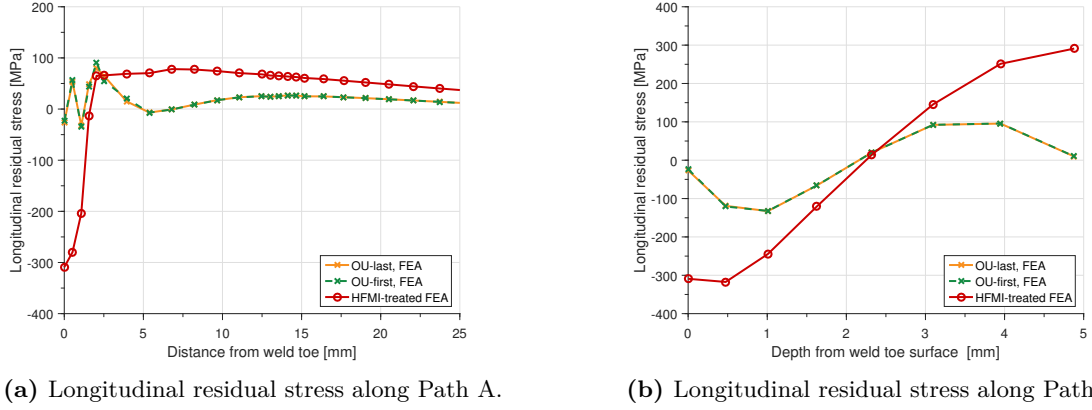 200
150
100
50
0
-100
-200
-300
-400
Longitudinal residual stress [MPa]
0 5 10 15 20 25
Distance from weld toe [mm]
OU-last, FEA
OU-first, FEA
HFMI-treated FEA
(a) Longitudinal residual stress along Path A.
400
300
200
100
0
-100
-200
-300
-400
Longitudinal residual stress [MPa]
0 1 2 3 4 5
Depth from weld toe surface [mm]
OU-last, FEA
OU-first, FEA
HFMI-treated FEA
(b) Longitudinal residual stress along Path